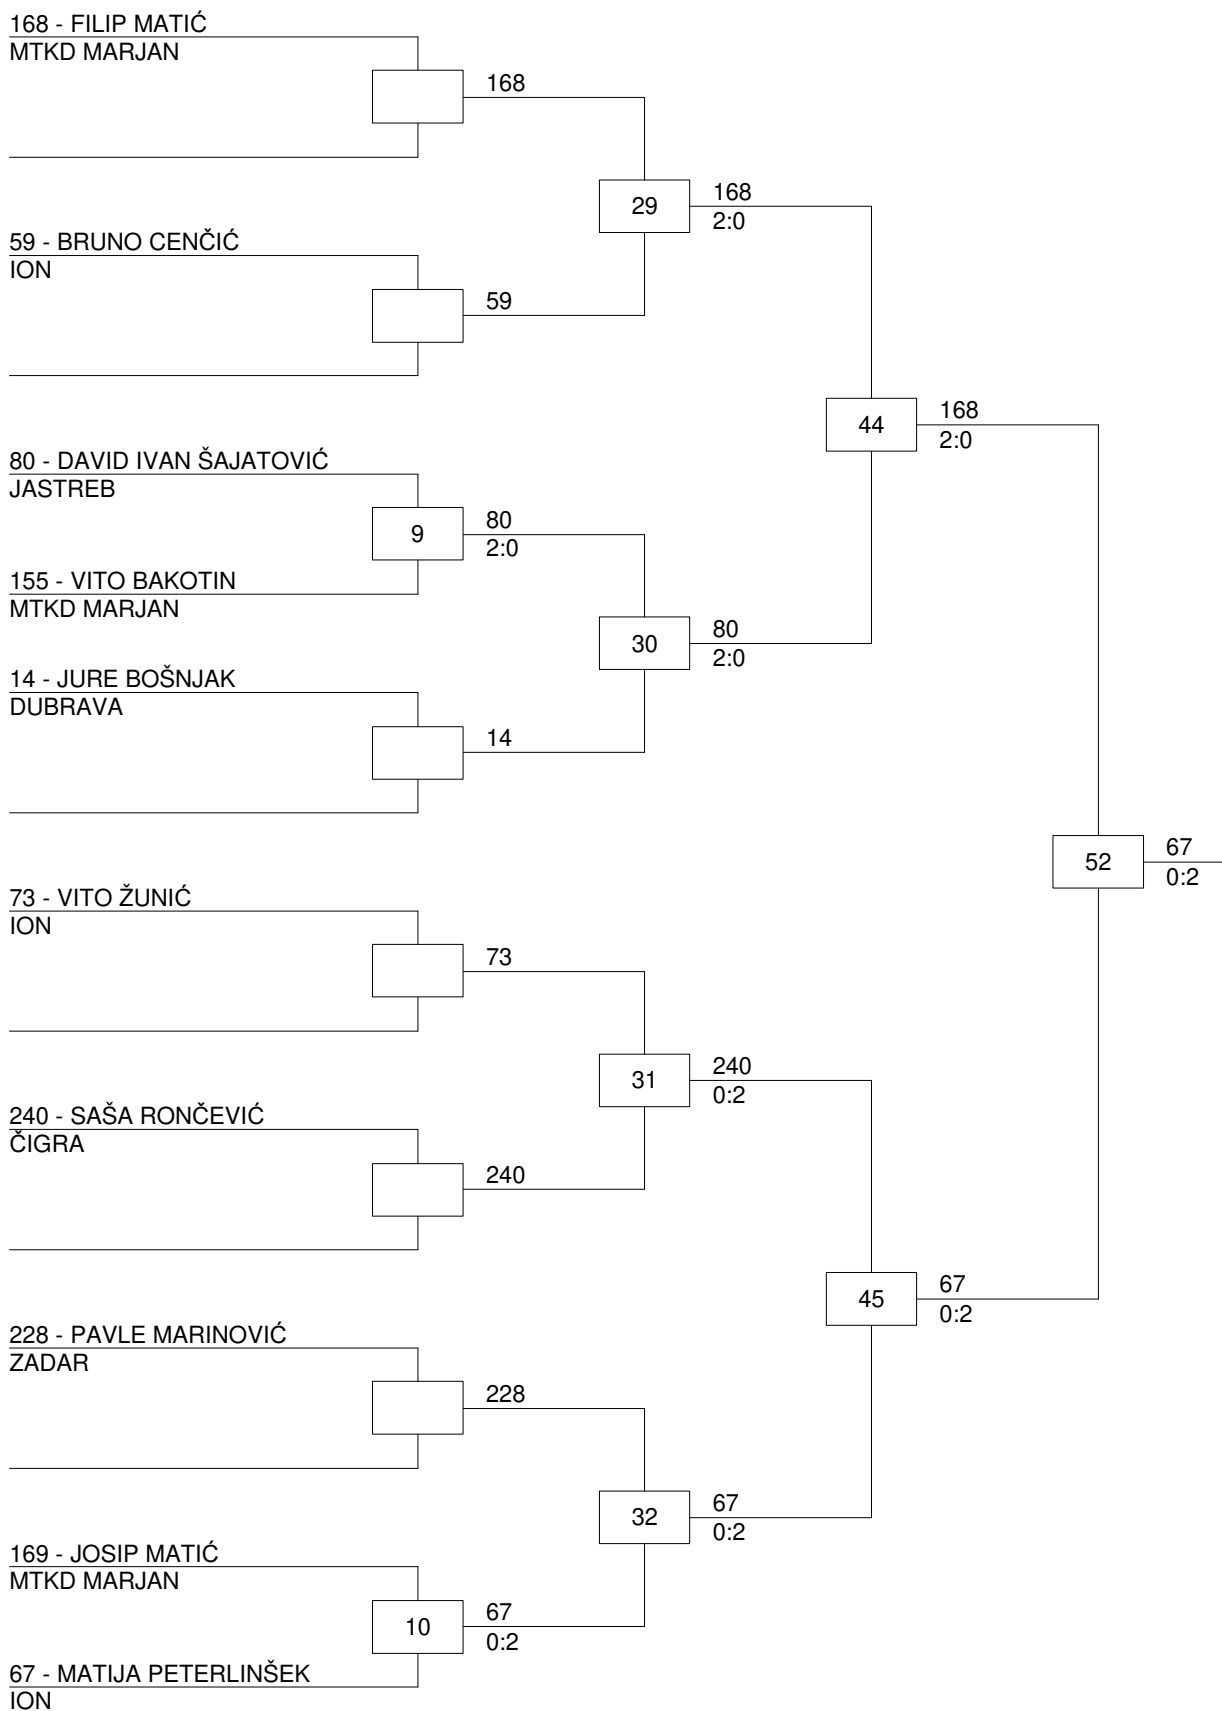 168 - FILIP MATIĆ
MTKD MARJAN
168
29
168
2:0
59 - BRUNO CENČIĆ
ION
59
44
168
2:0
80 - DAVID IVAN ŠAJATOVIĆ
JASTREB
9
80
2:0
155 - VITO BAKOTIN
MTKD MARJAN
30
80
2:0
14 - JURE BOŠNJAK
DUBRAVA
14
52
67
0:2
73 - VITO ŽUNIĆ
ION
73
31
240
0:2
240 - SAŠA RONČEVIĆ
ČIGRA
240
45
67
0:2
228 - PAVLE MARINOVIĆ
ZADAR
228
32
67
0:2
169 - JOSIP MATIĆ
MTKD MARJAN
10
67
0:2
67 - MATIJA PETERLINŠEK
ION